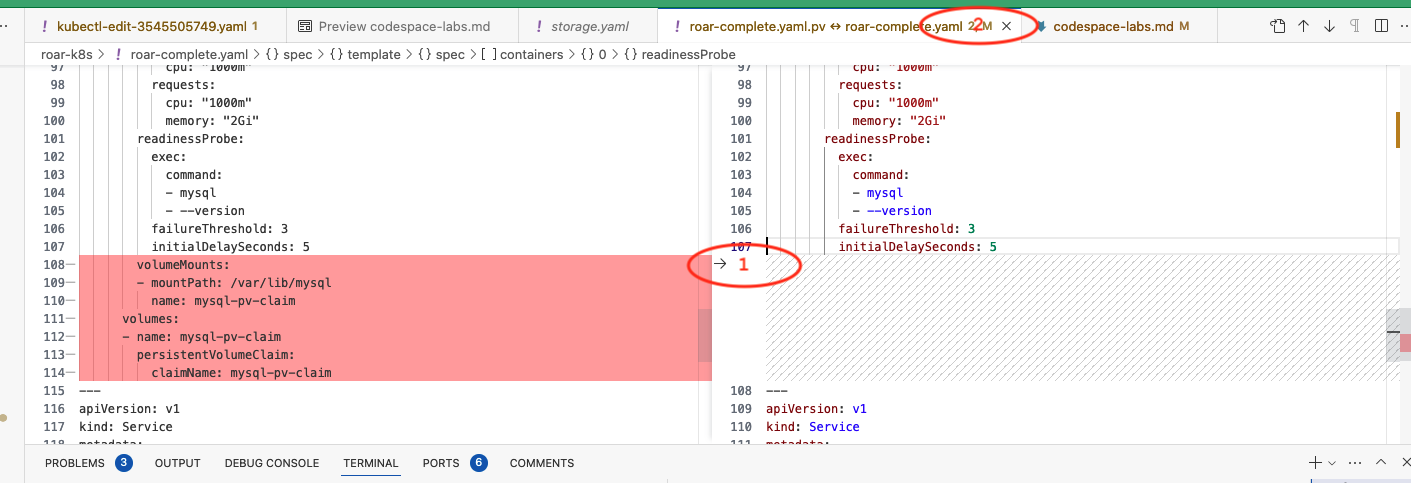 kubectl-edit-3545505749.yaml 1
Preview codespace-labs.md
storage.yaml
roar-complete.yaml.pv ↔ roar-complete.yaml 2, M
2
codespace-labs.md M
roar-k8s > roar-complete.yaml > {} spec > {} template > {} spec > [ ] containers > {} 0 > {} readinessProbe
97 cpu: "1000m"
98 requests:
99 cpu: "1000m"
100 memory: "2Gi"
101 readinessProbe:
102 exec:
103 command:
104 - mysql
105 - --version
106 failureThreshold: 3
107 initialDelaySeconds: 5
108— volumeMounts:
109— - mountPath: /var/lib/mysql
110— name: mysql-pv-claim
111— volumes:
112— - name: mysql-pv-claim
113— persistentVolumeClaim:
114— claimName: mysql-pv-claim
115 ---
116 apiVersion: v1
117 kind: Service
118 metadata:
97 cpu: "1000m"
98 requests:
99 cpu: "1000m"
100 memory: "2Gi"
101 readinessProbe:
102 exec:
103 command:
104 - mysql
105 - --version
106 failureThreshold: 3
107 initialDelaySeconds: 5
→ 1
108 ---
109 apiVersion: v1
110 kind: Service
111 metadata:
PROBLEMS 3 OUTPUT DEBUG CONSOLE TERMINAL PORTS 6 COMMENTS